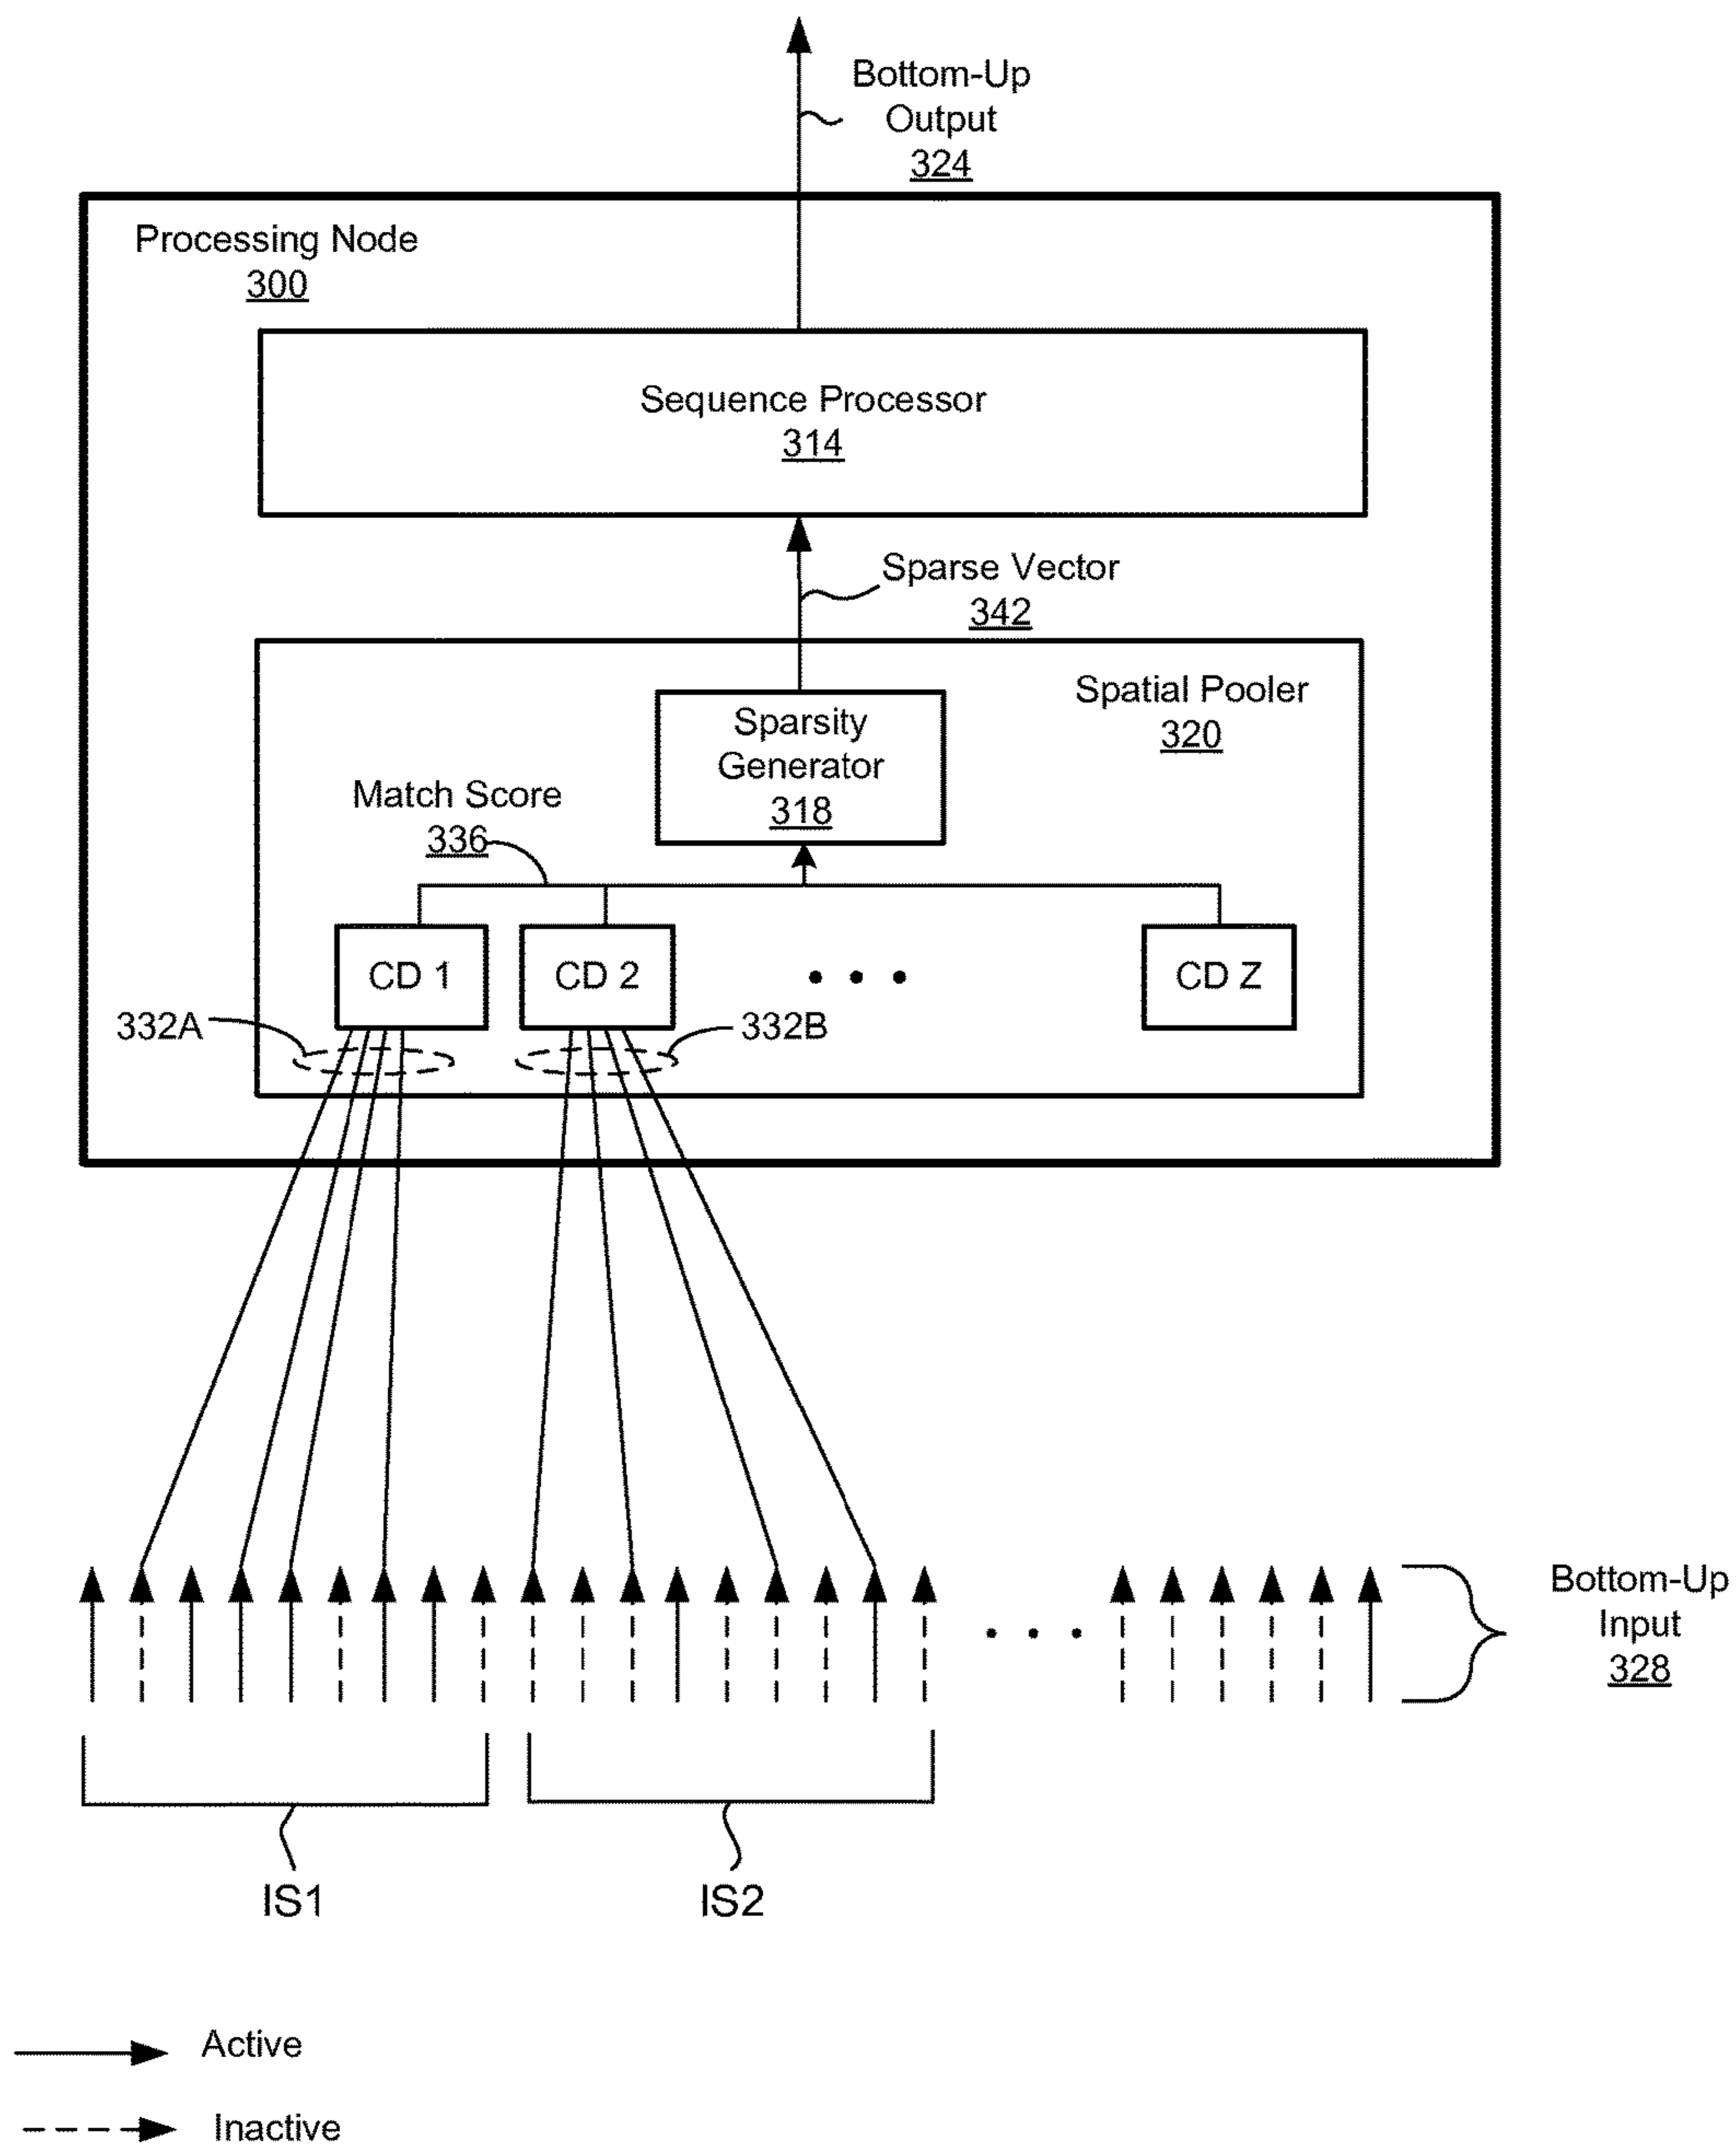 Bottom-Up
Output
324
Processing Node
300
Sequence Processor
314
Sparse Vector
342
Spatial Pooler
320
Sparsity
Generator
318
Match Score
336
CD 1
CD 2
CD Z
332A
332B
Bottom-Up
Input
328
IS1
IS2
Active
Inactive